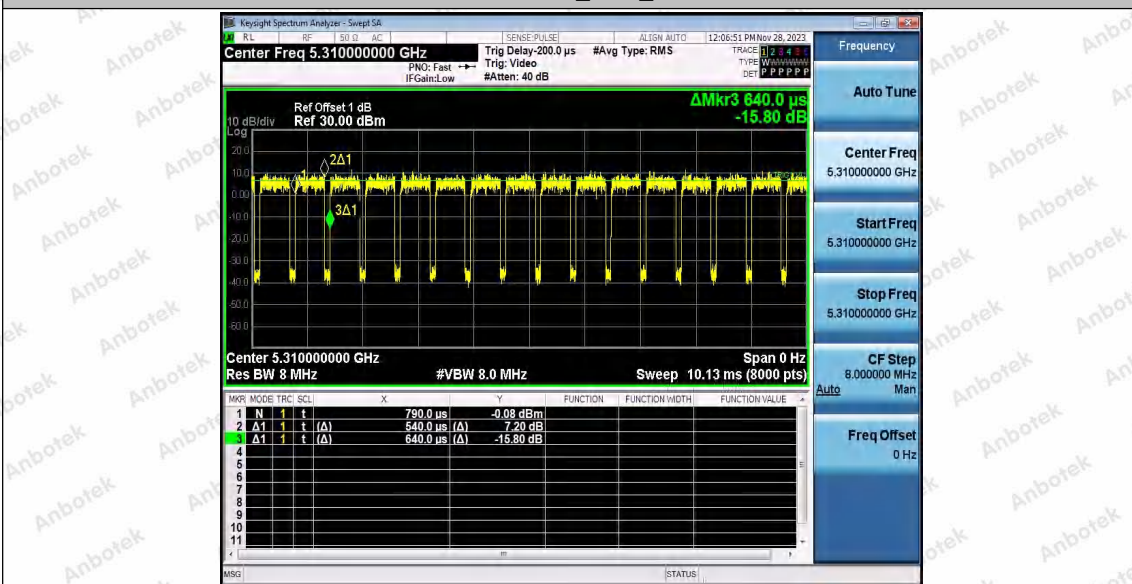 Keysight Spectrum Analyzer - Swept SA
RL RF 50 Ω AC SENSE:PULSE ALIGN AUTO 12:06:51 PM Nov 28, 2023
Center Freq 5.310000000 GHz
PNO: Fast
IFGain:Low
Trig Delay-200.0 µs
Trig: Video
#Atten: 40 dB
#Avg Type: RMS
TRACE 1 2 3 4 5 6
TYPE W
DET P P P P P P
ΔMkr3 640.0 µs
-15.80 dB
Ref Offset 1 dB
10 dB/div Ref 30.00 dBm
Log
20.0
10.0
0.00
-10.0
-20.0
-30.0
-40.0
-50.0
-60.0
1
2Δ1
3Δ1
Center 5.310000000 GHz Span 0 Hz
Res BW 8 MHz #VBW 8.0 MHz Sweep 10.13 ms (8000 pts)
MKR MODE TRC SCL X Y FUNCTION FUNCTION WIDTH FUNCTION VALUE
1 N 1 t 790.0 µs -0.08 dBm
2 Δ1 1 t (Δ) 540.0 µs (Δ) 7.20 dB
3 Δ1 1 t (Δ) 640.0 µs (Δ) -15.80 dB
4
5
6
7
8
9
10
11
MSG STATUS
Frequency
Auto Tune
Center Freq
5.310000000 GHz
Start Freq
5.310000000 GHz
Stop Freq
5.310000000 GHz
CF Step
8.000000 MHz
Auto Man
Freq Offset
0 Hz
Anbotek